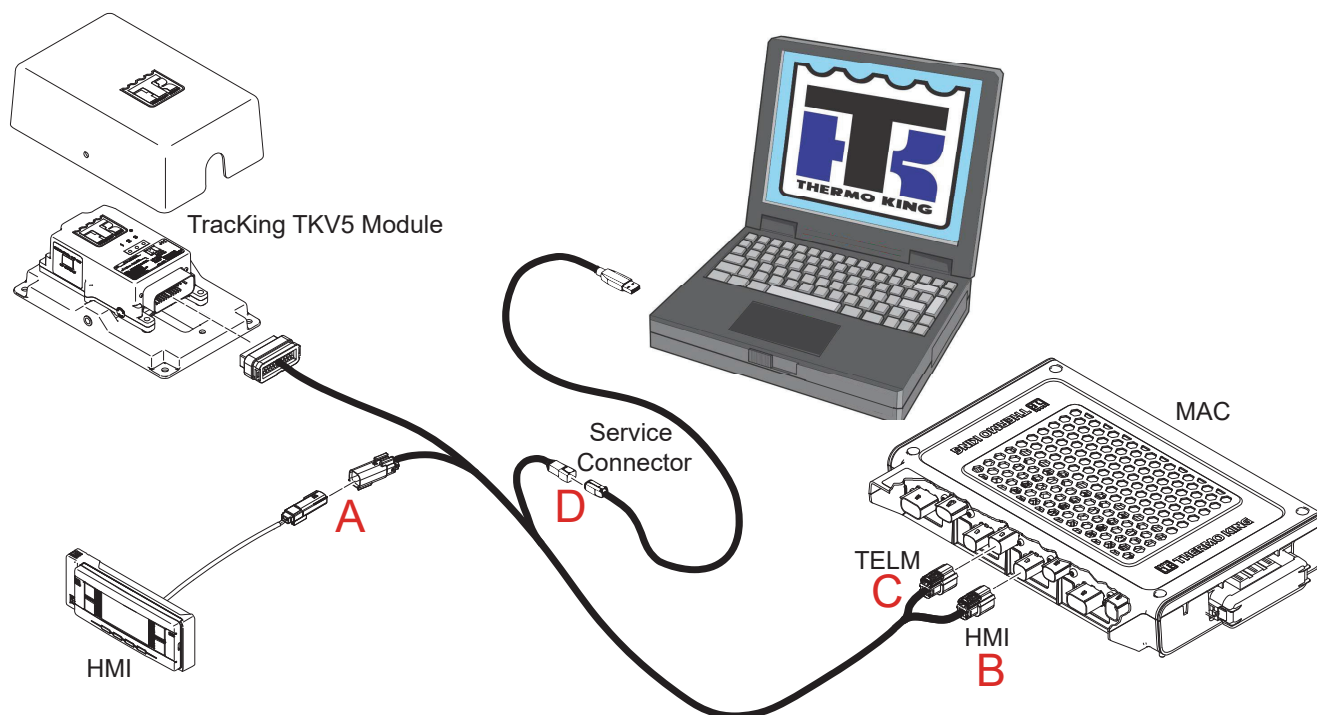 TracKing TKV5 Module
THERMO KING
MAC
THERMO KING
THERMO KING
Service
Connector
A
D
TELM
C
HMI
B
HMI